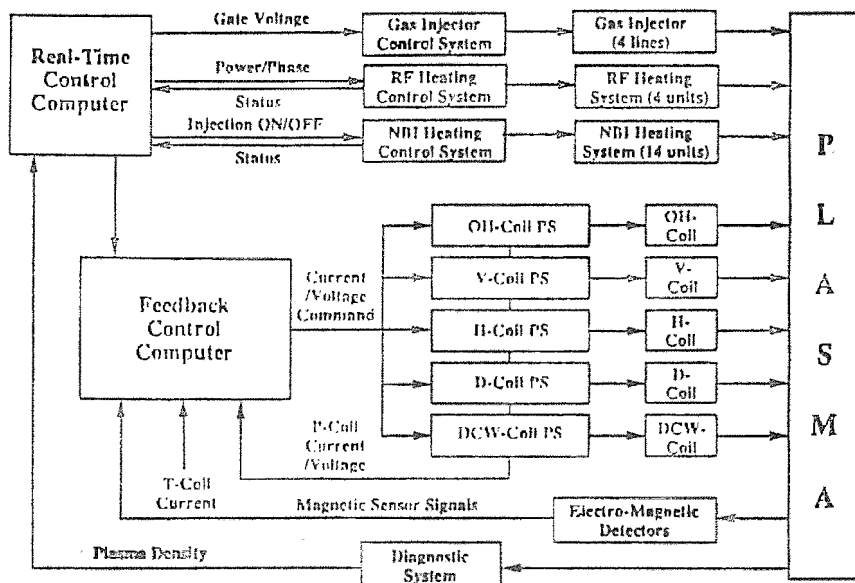 Gate Voltage
Gas Injector
Control System
Gas Injector
(4 lines)
Real-Time
Control
Computer
Power/Phase
Status
RF Heating
Control System
RF Heating
System (4 units)
Injection ON/OFF
Status
NBI Heating
Control System
NBI Heating
System (14 units)
P
L
A
S
M
A
Feedback
Control
Computer
Current
/Voltage
Command
OH-Coil PS
OH-
Coil
V-Coil PS
V-
Coil
H-Coil PS
H-
Coil
D-Coil PS
D-
Coil
DCW-Coil PS
DCW-
Coil
P-Coil
Current
/Voltage
T-Coil
Current
Magnetic Sensor Signals
Electro-Magnetic
Detectors
Plasma Density
Diagnostic
System